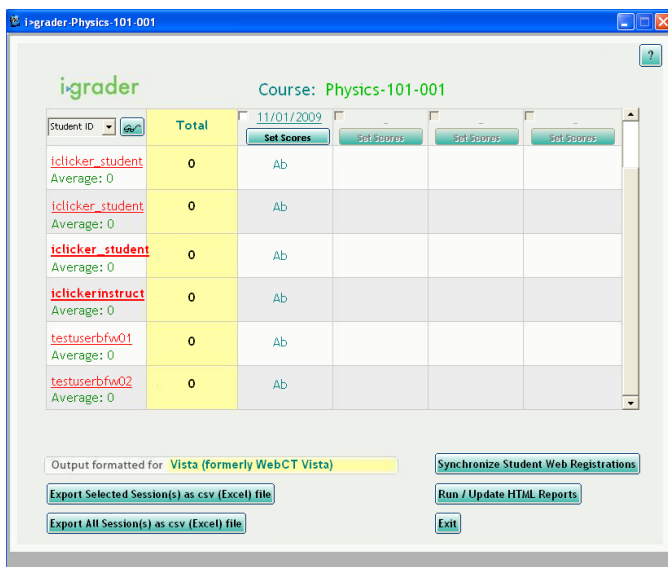 i>grader-Physics-101-001
?
i>grader
Course: Physics-101-001
Student ID
Total
11/01/2009
Set Scores
Set Scores
Set Scores
Set Scores
iclicker_student
Average: 0
0
Ab
iclicker_student
Average: 0
0
Ab
iclicker_student
Average: 0
0
Ab
iclickerinstruct
Average: 0
0
Ab
testuserbfw01
Average: 0
0
Ab
testuserbfw02
Average: 0
0
Ab
Output formatted for Vista (formerly WebCT Vista)
Synchronize Student Web Registrations
Export Selected Session(s) as csv (Excel) file
Run / Update HTML Reports
Export All Session(s) as csv (Excel) file
Exit